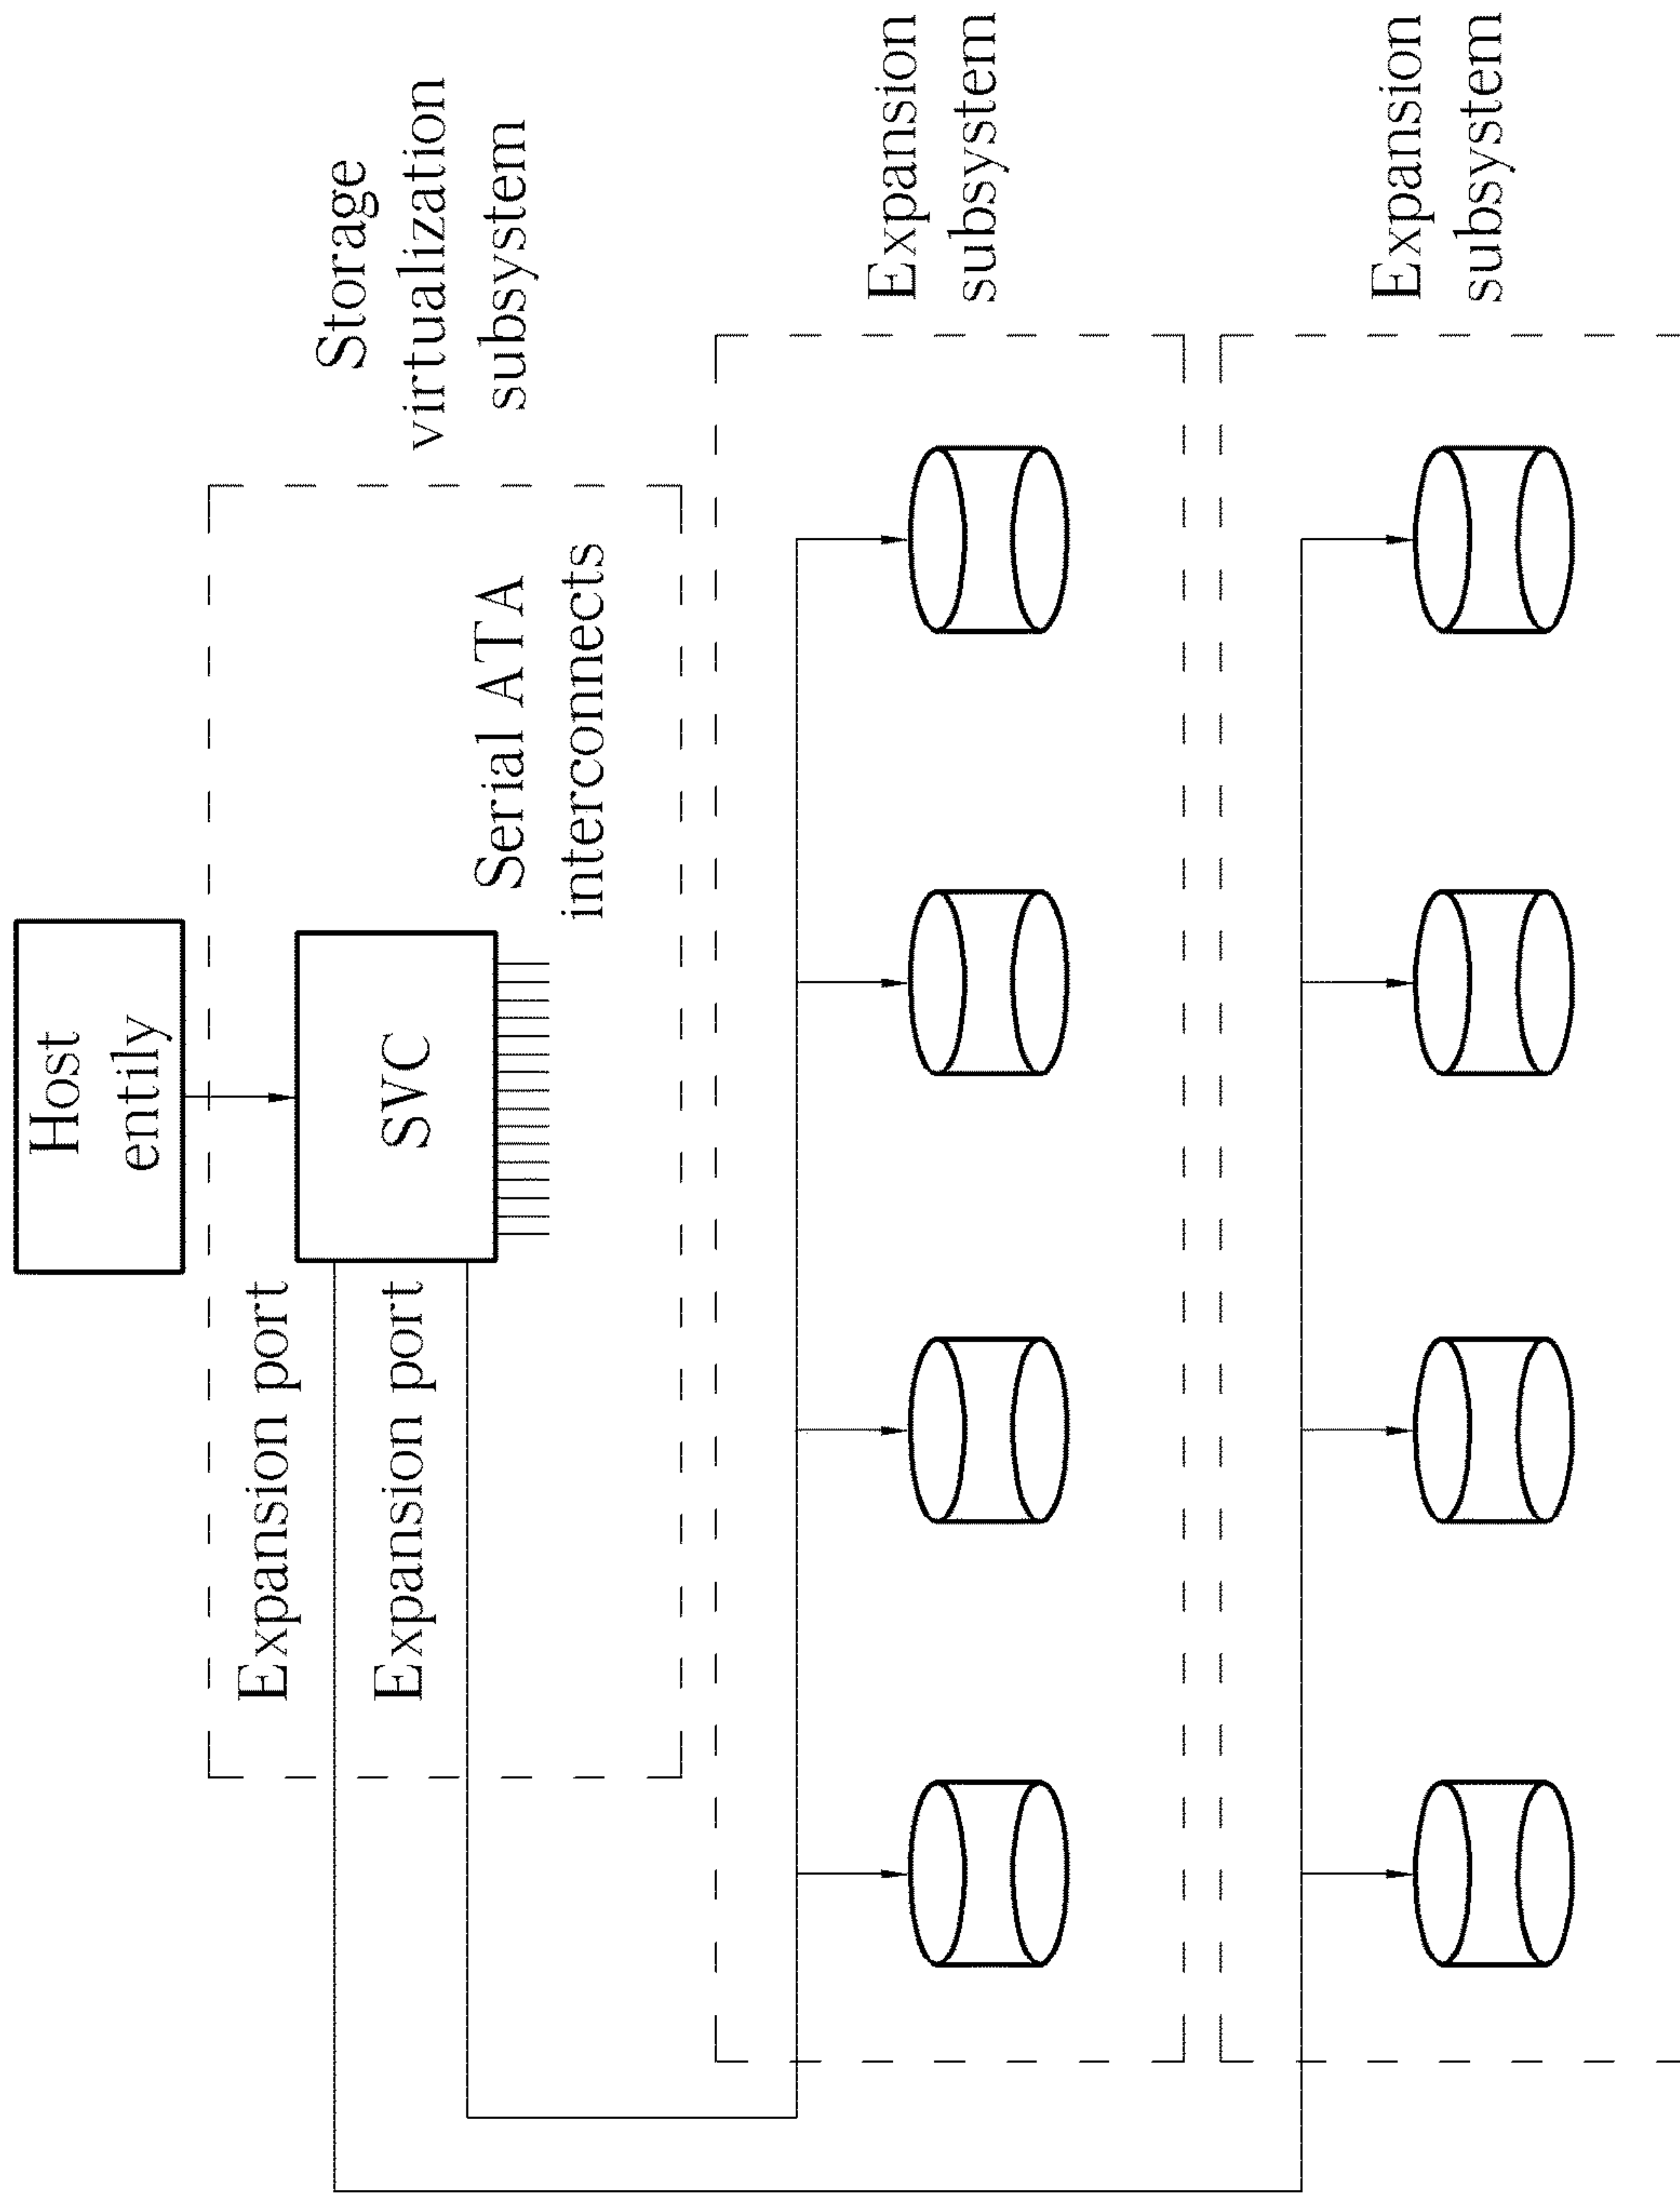 Host
entily
SVC
Expansion port
Expansion port
Serial ATA
interconnects
Storage
virtualization
subsystem
Expansion
subsystem
Expansion
subsystem